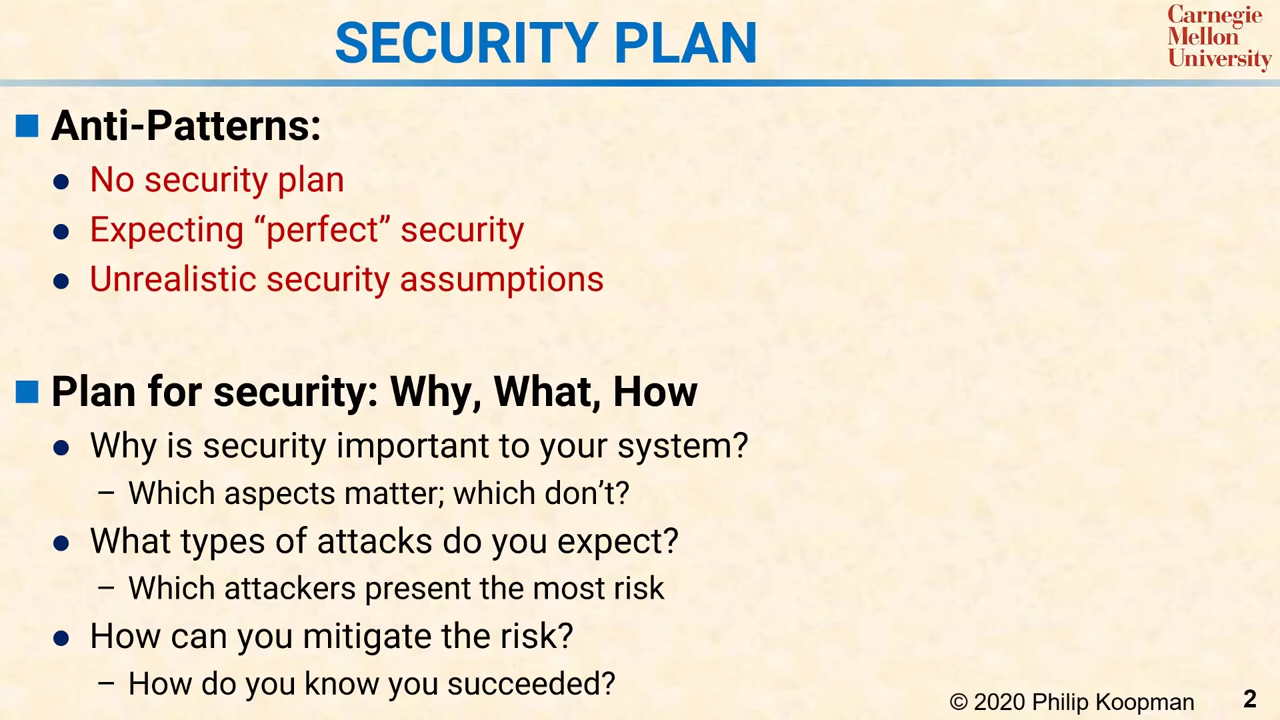 SECURITY PLAN
Carnegie
Mellon
University
Anti-Patterns:
No security plan
Expecting “perfect” security
Unrealistic security assumptions
Plan for security: Why, What, How
Why is security important to your system?
– Which aspects matter; which don’t?
What types of attacks do you expect?
– Which attackers present the most risk
How can you mitigate the risk?
– How do you know you succeeded?
© 2020 Philip Koopman 2